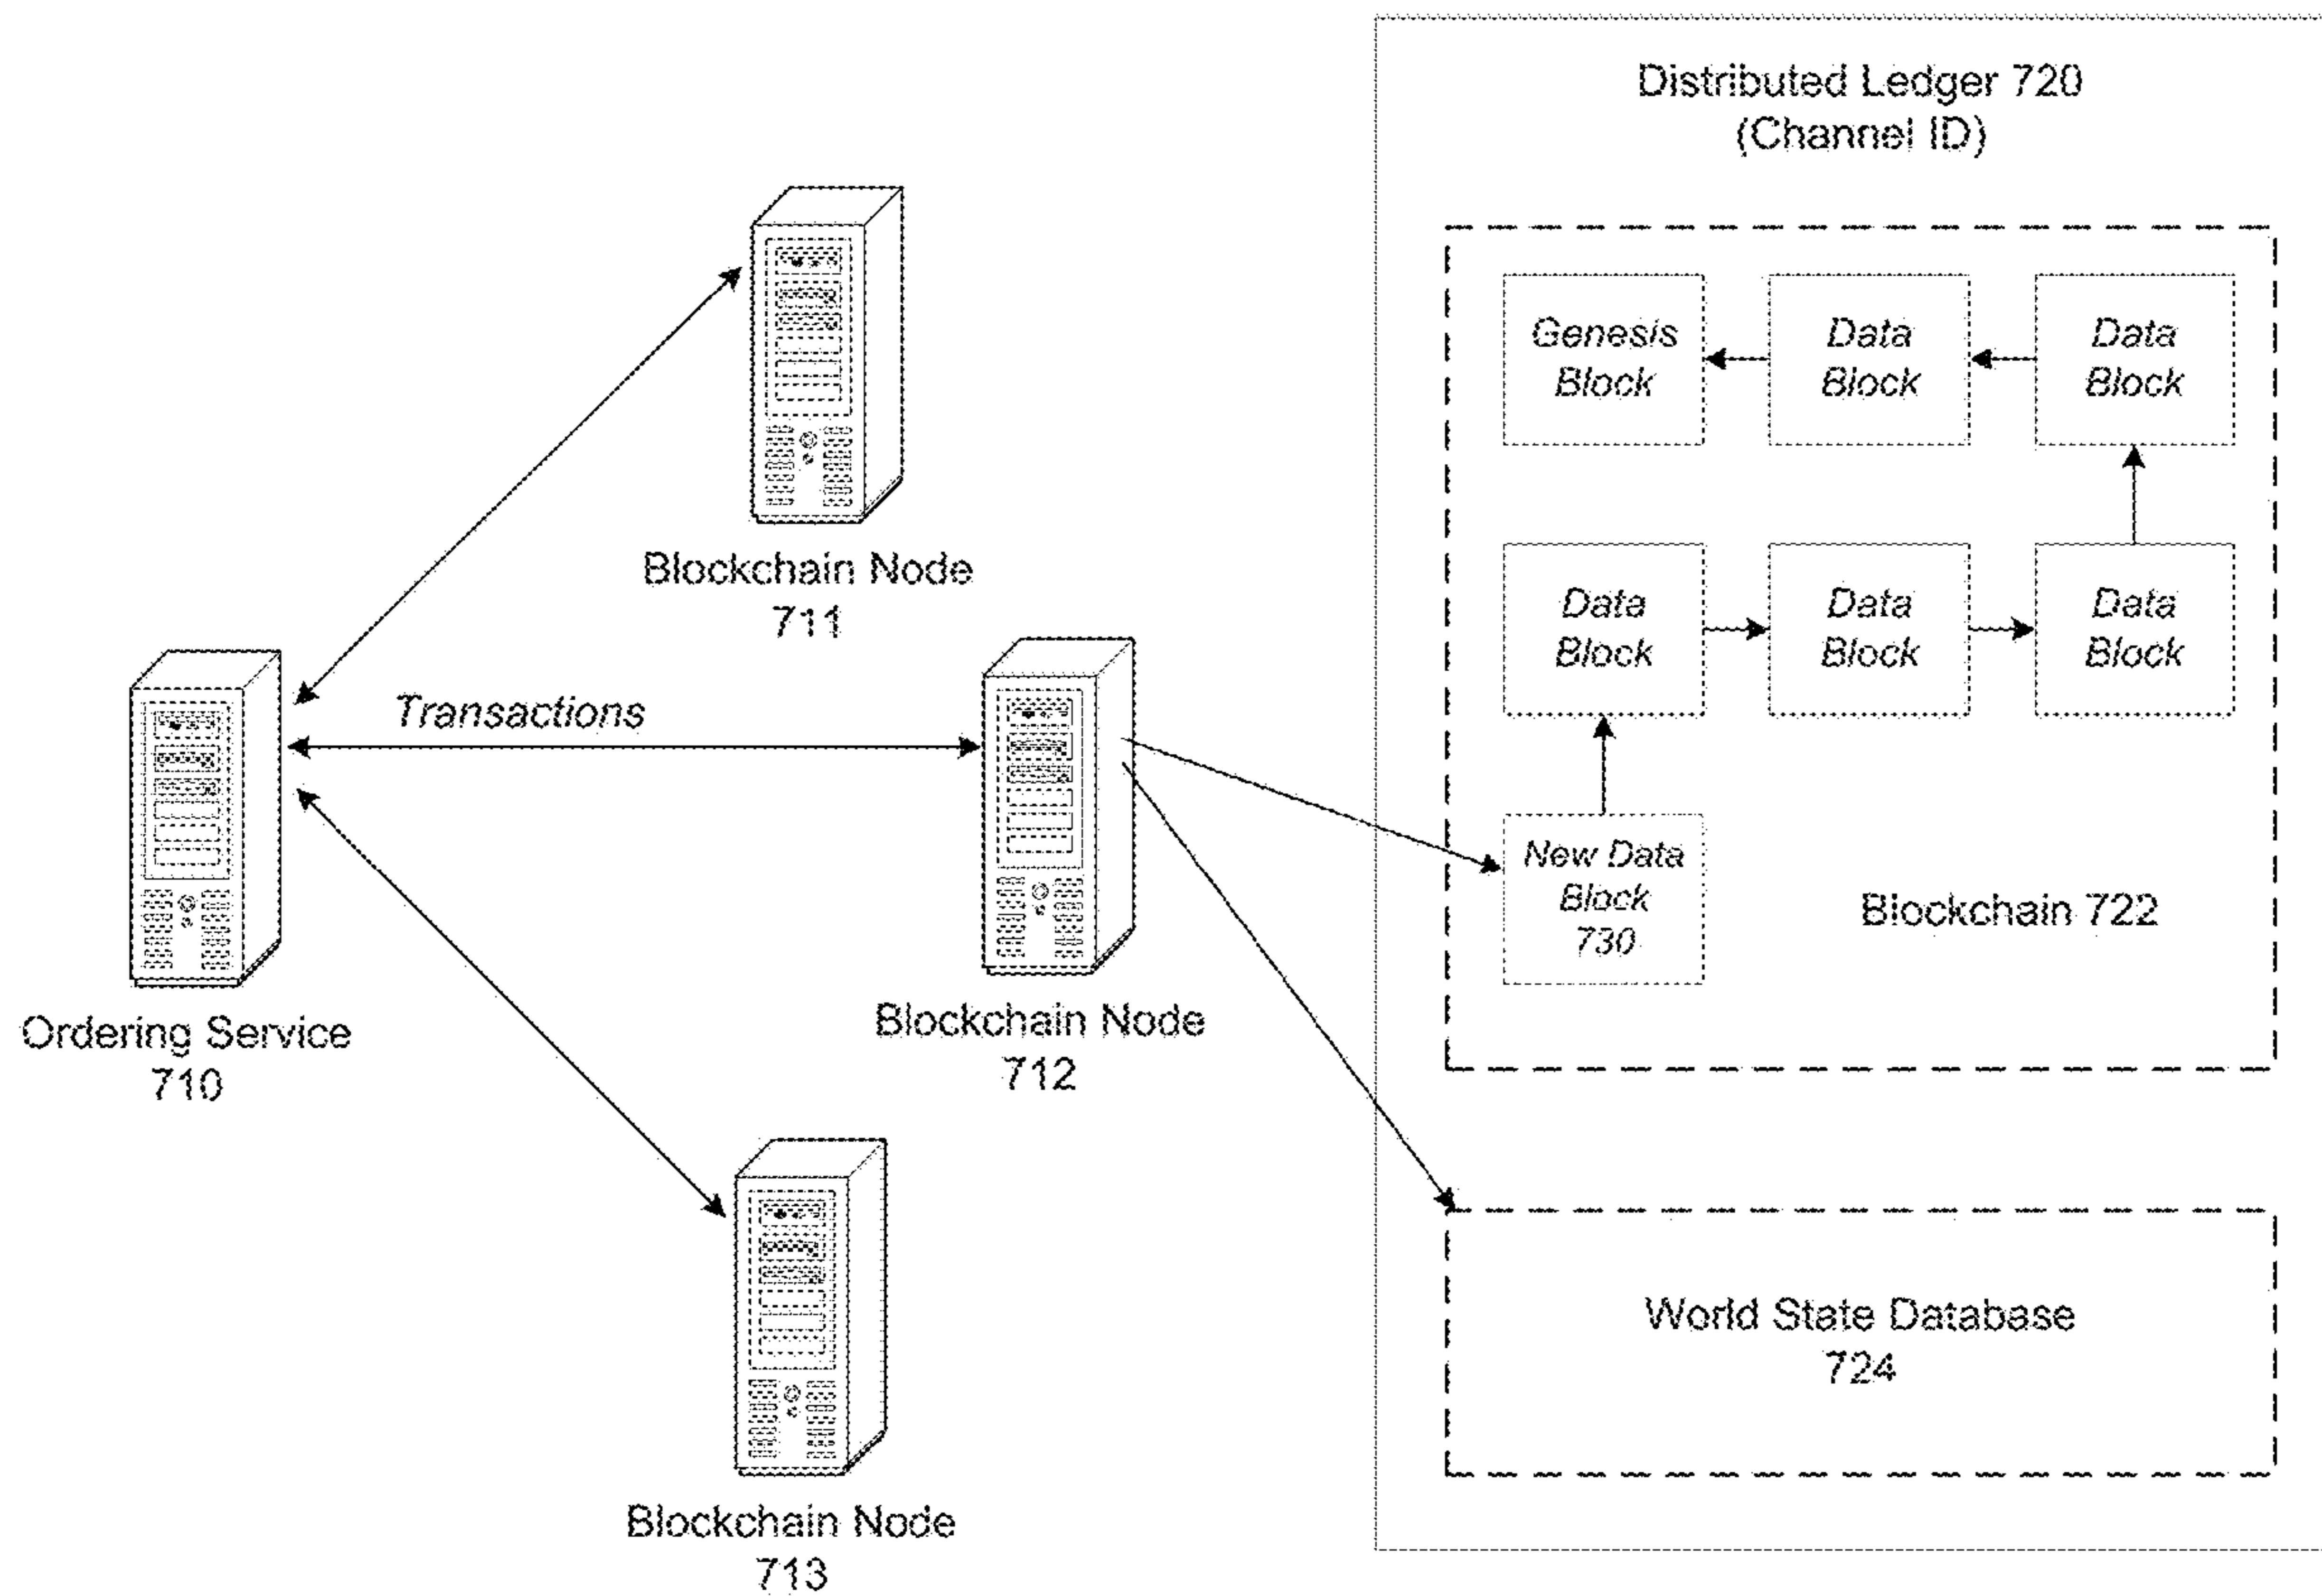 Distributed Ledger 720
(Channel ID)
Genesis
Block
Data
Block
Data
Block
Blockchain Node
711
Data
Block
Data
Block
Data
Block
Transactions
New Data
Block
730
Blockchain 722
Ordering Service
710
Blockchain Node
712
World State Database
724
Blockchain Node
713